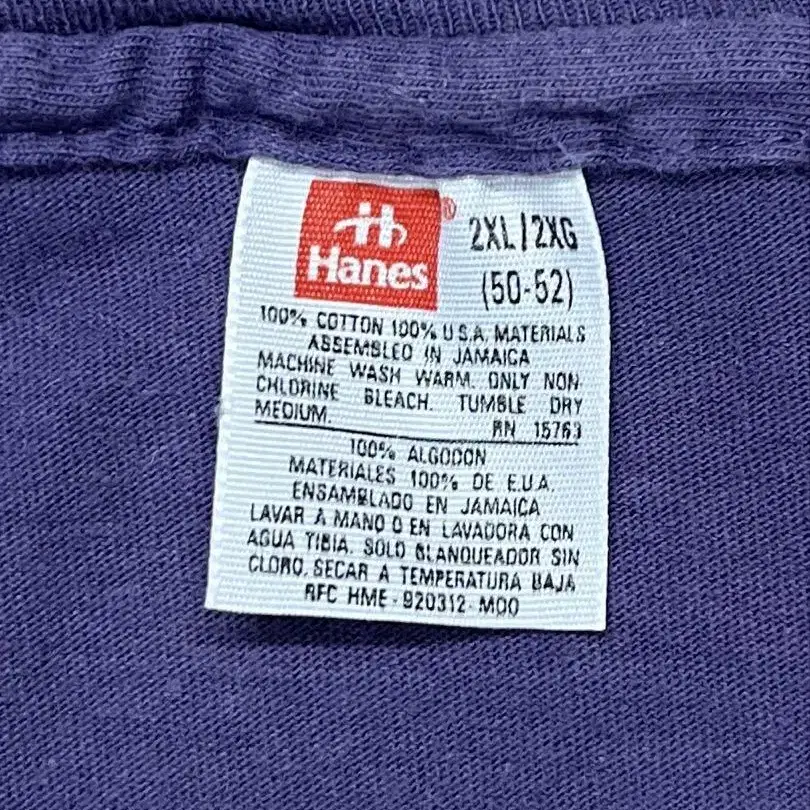 H
Hanes®
2XL/2XG
(50-52)
100% COTTON 100% U.S.A. MATERIALS
ASSEMBLED IN JAMAICA
MACHINE WASH WARM. ONLY NON-
CHLORINE BLEACH. TUMBLE DRY
MEDIUM. RN 15763
100% ALGODON
MATERIALES 100% DE E.U.A.
ENSAMBLADO EN JAMAICA
LAVAR A MANO O EN LAVADORA CON
AGUA TIBIA. SOLO BLANQUEADOR SIN
CLORO. SECAR A TEMPERATURA BAJA
RFC HME-920312-MOO